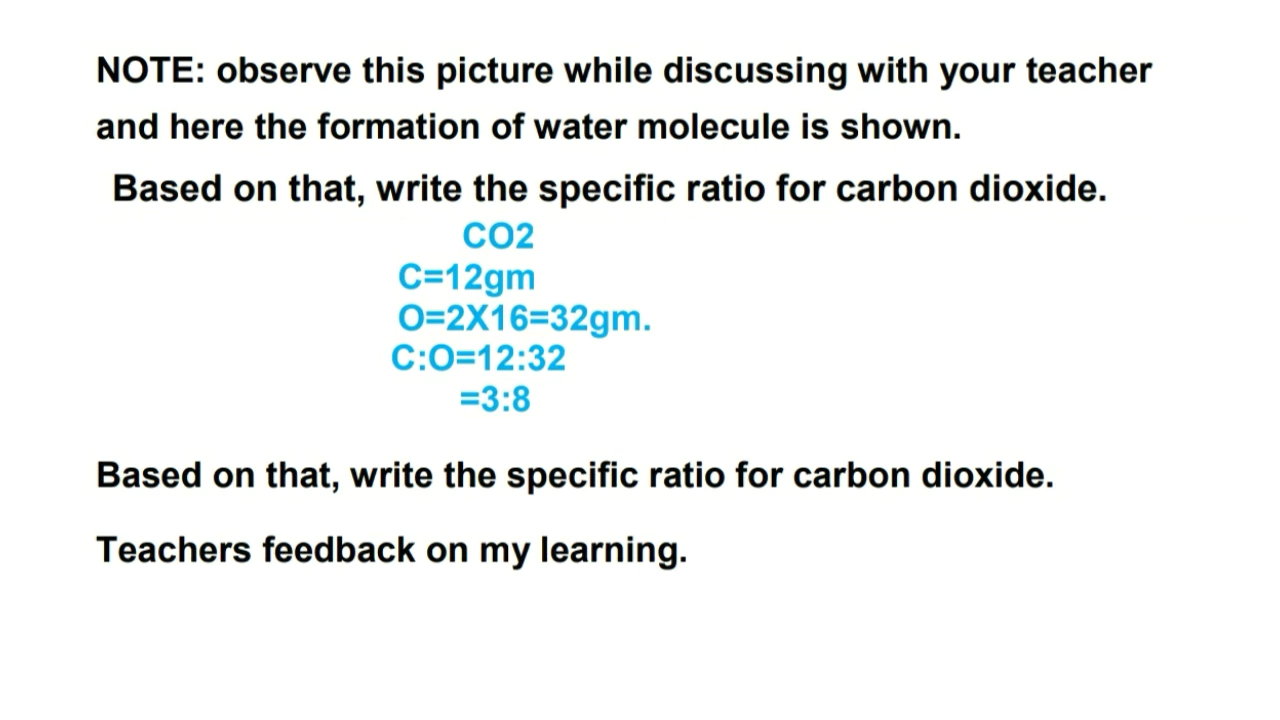 NOTE: observe this picture while discussing with your teacher
and here the formation of water molecule is shown.
Based on that, write the specific ratio for carbon dioxide.
CO2
C=12gm
O=2X16=32gm.
C:O=12:32
=3:8
Based on that, write the specific ratio for carbon dioxide.
Teachers feedback on my learning.